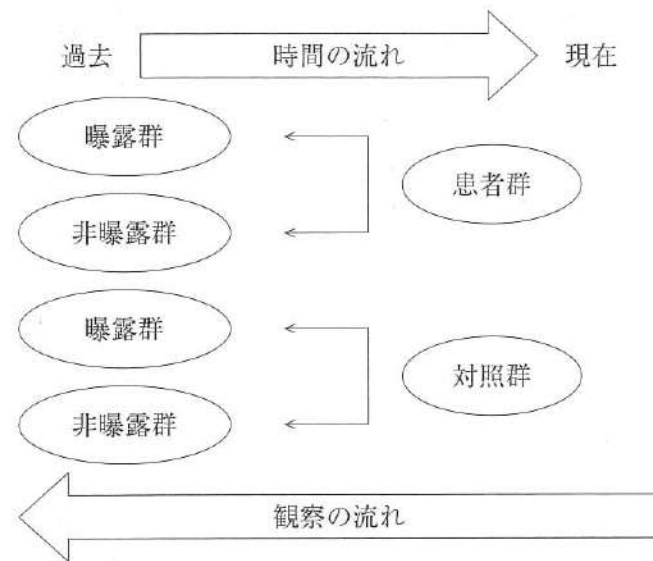 過去
時間の流れ
現在
曝露群
患者群
非曝露群
曝露群
対照群
非曝露群
観察の流れ